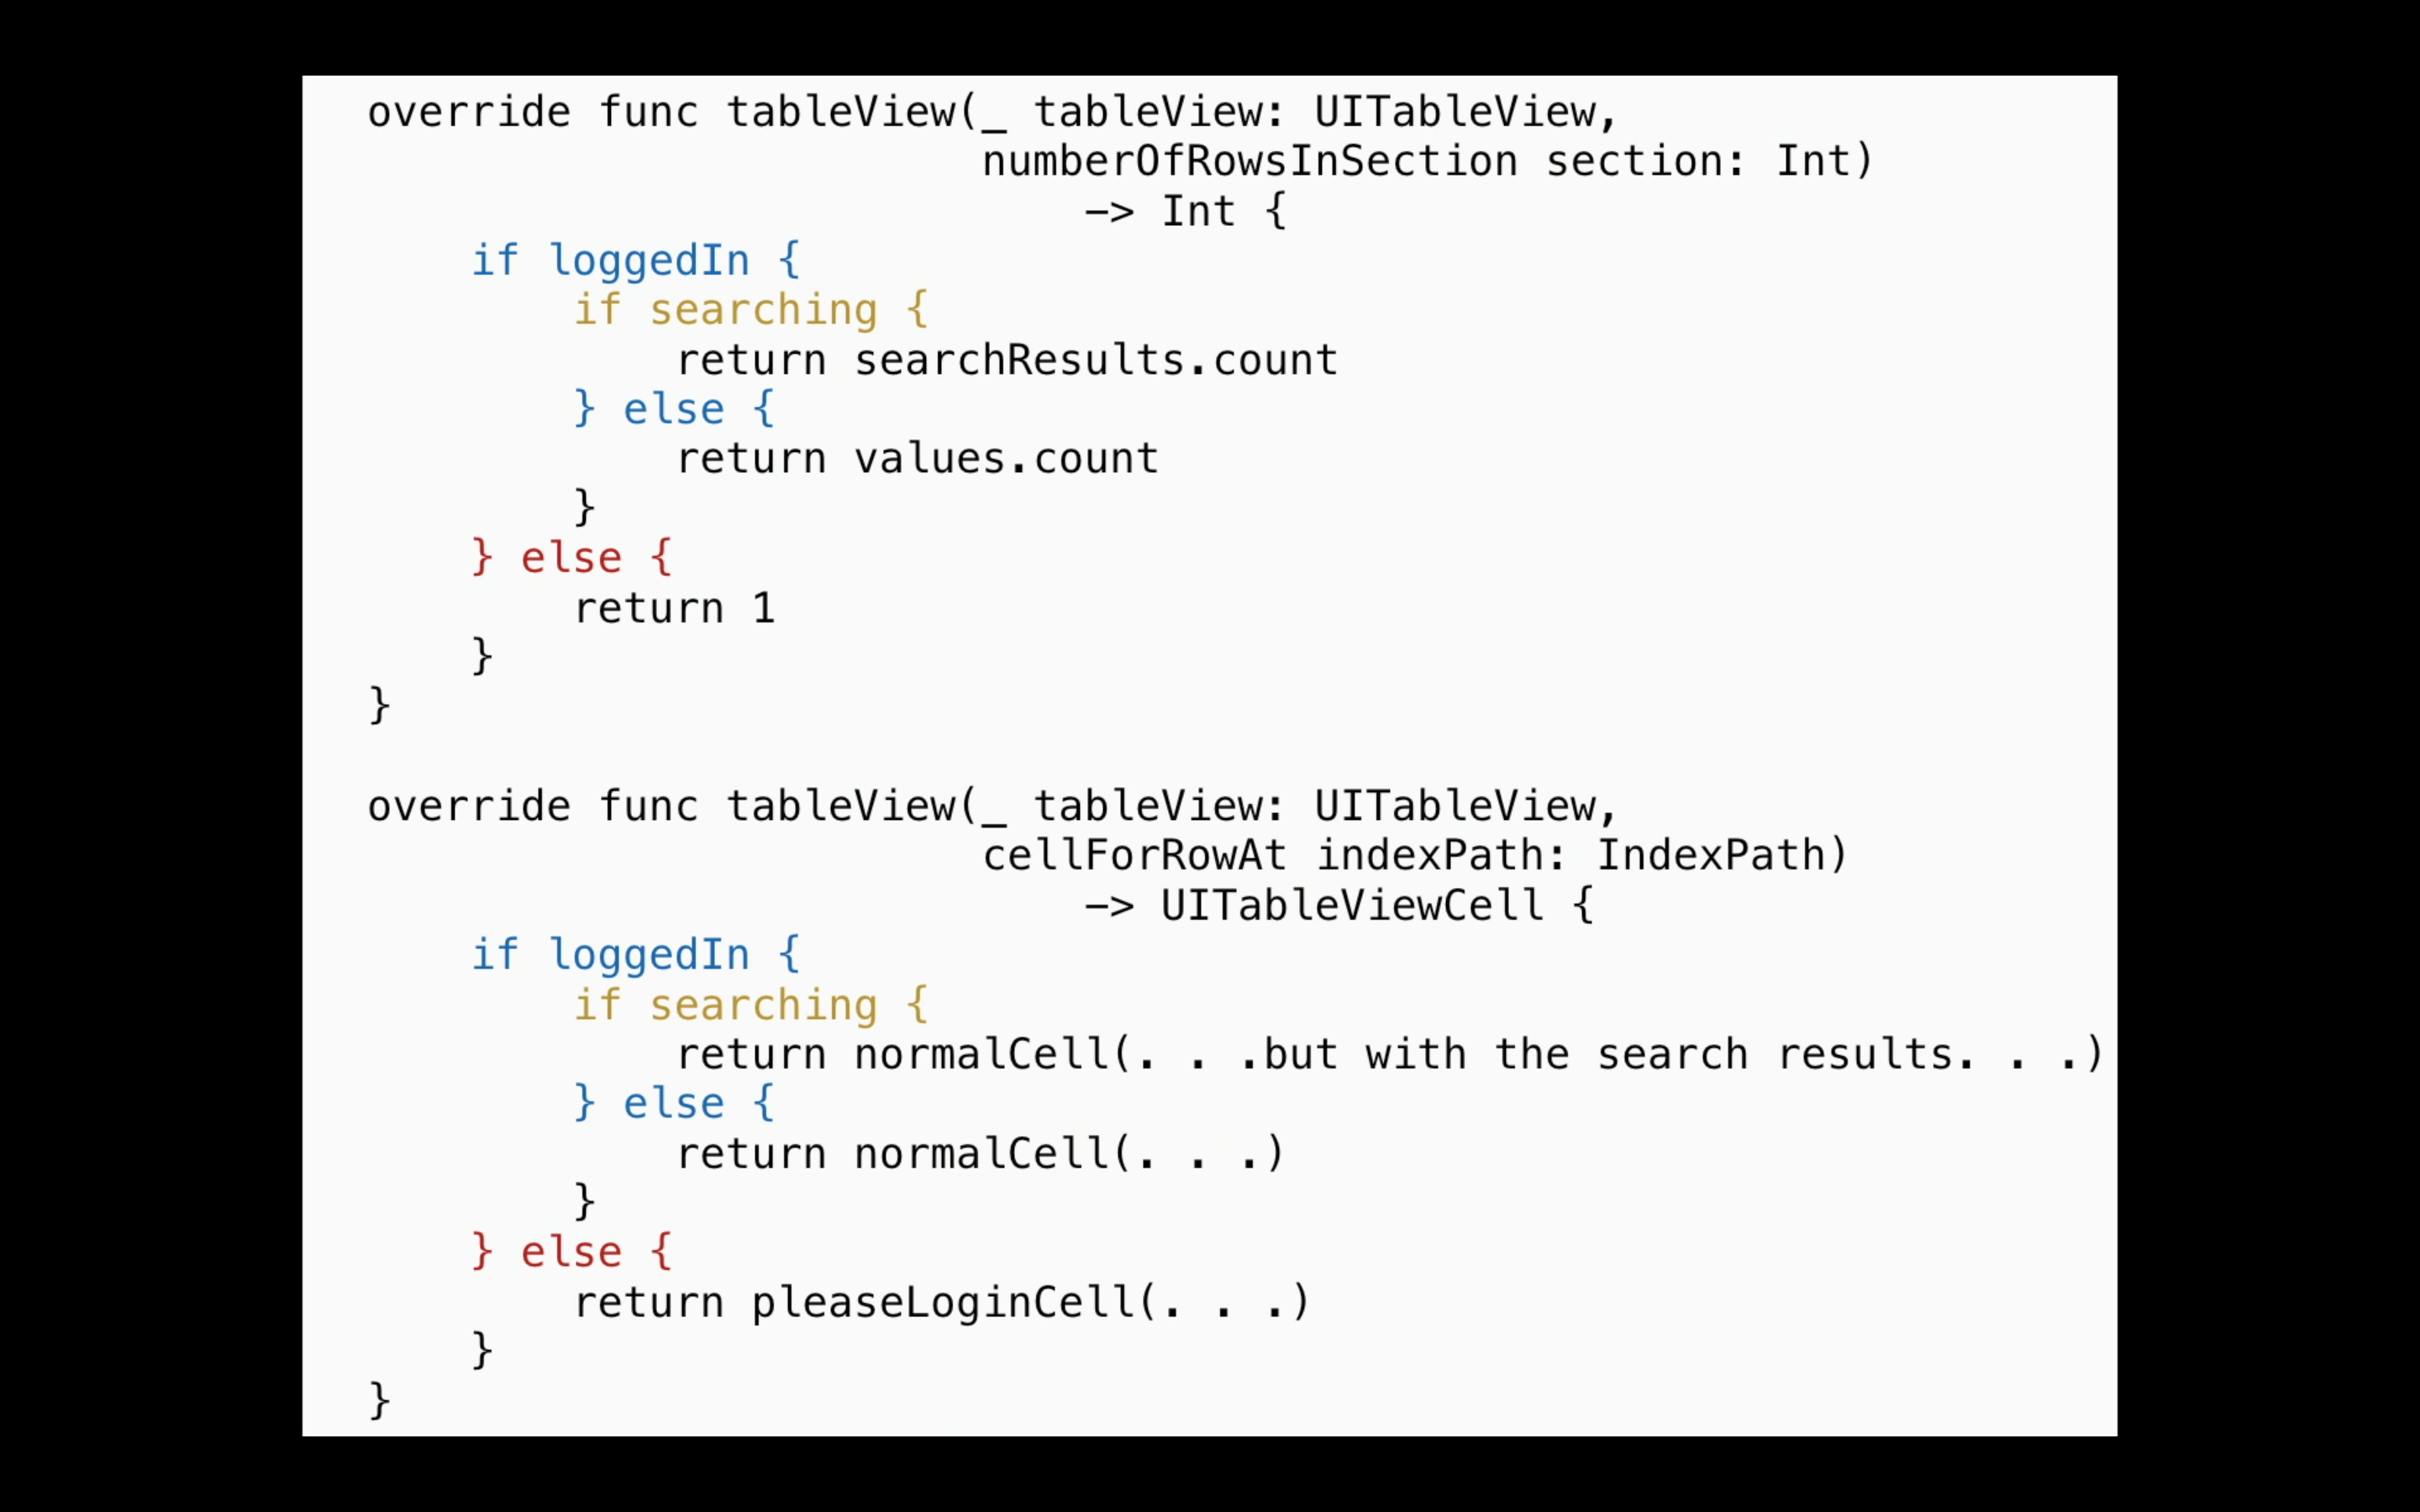 override func tableView(_ tableView: UITableView,
numberOfRowsInSection section: Int)
-> Int {
if loggedIn {
if searching {
return searchResults.count
} else {
return values.count
}
} else {
return 1
}
}
override func tableView(_ tableView: UITableView,
cellForRowAt indexPath: IndexPath)
-> UITableViewCell {
if loggedIn {
if searching {
return normalCell(. . .but with the search results. . .)
} else {
return normalCell(. . .)
}
} else {
return pleaseLoginCell(. . .)
}
}